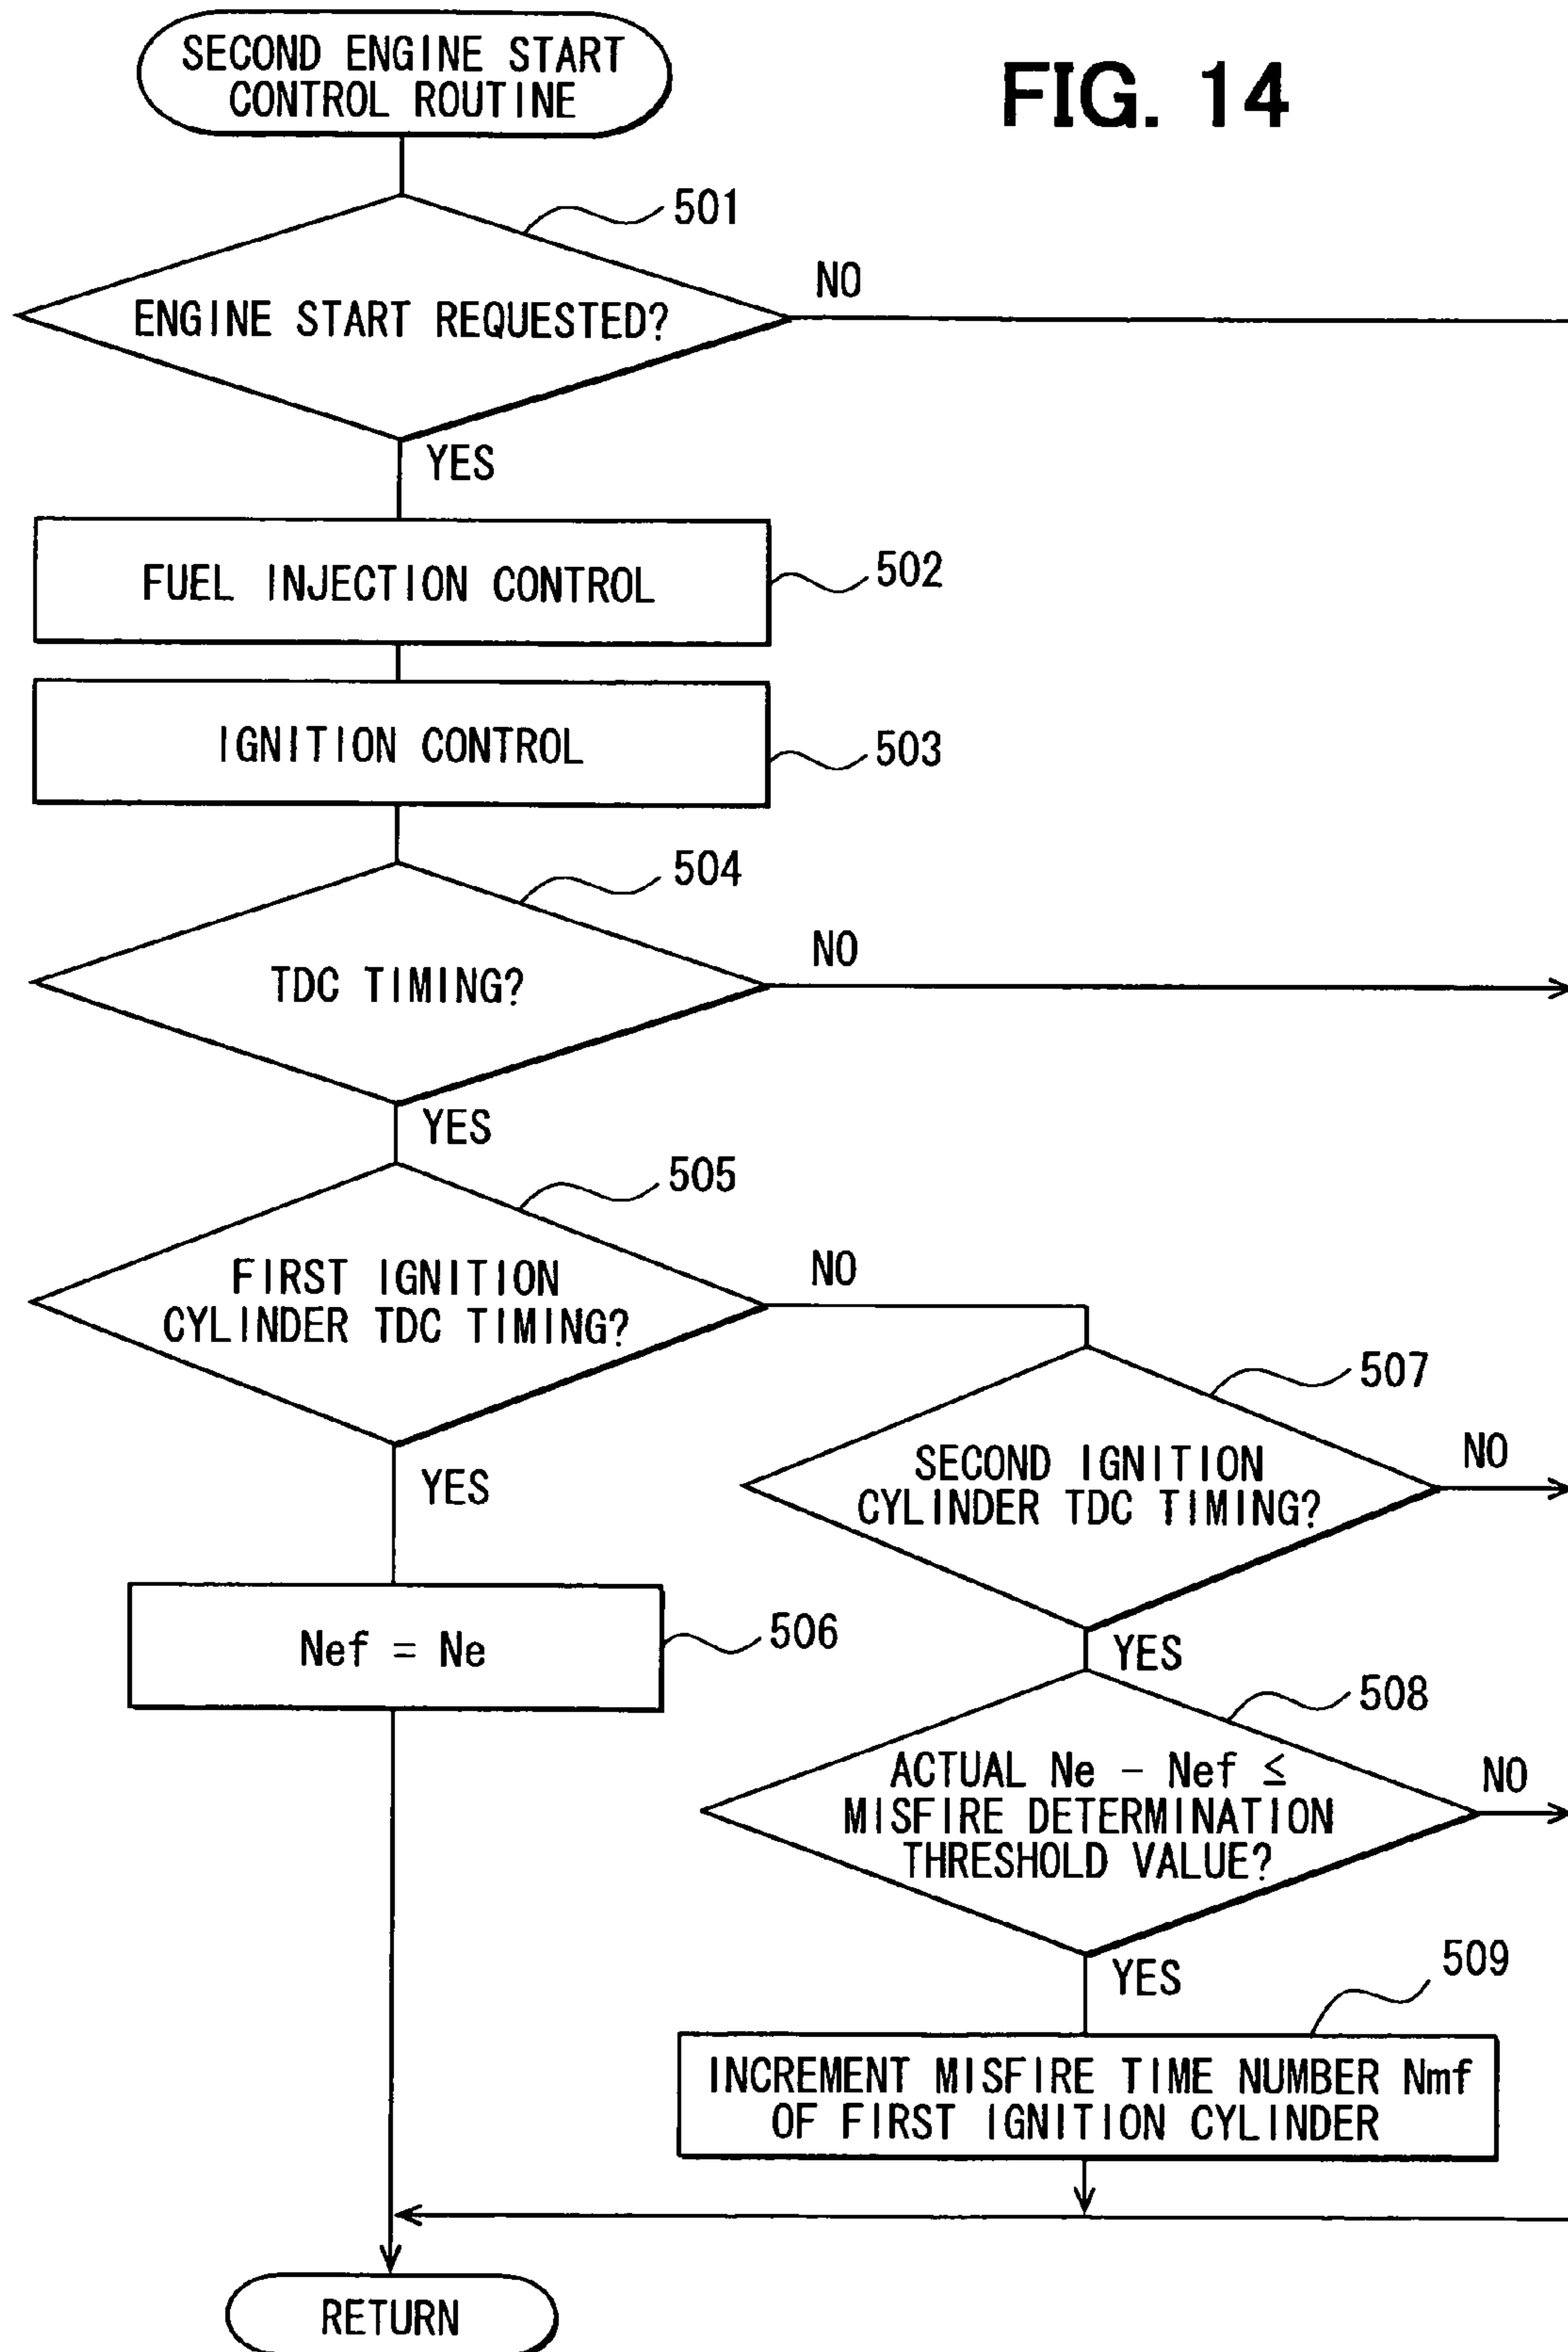 SECOND ENGINE START
CONTROL ROUTINE
FIG. 14
501
ENGINE START REQUESTED?
NO
YES
FUEL INJECTION CONTROL
502
IGNITION CONTROL
503
504
TDC TIMING?
NO
YES
505
FIRST IGNITION
CYLINDER TDC TIMING?
NO
YES
507
SECOND IGNITION
CYLINDER TDC TIMING?
NO
YES
Nef = Ne
506
508
ACTUAL Ne - Nef ≤
MISFIRE DETERMINATION
THRESHOLD VALUE?
NO
YES
509
INCREMENT MISFIRE TIME NUMBER Nmf
OF FIRST IGNITION CYLINDER
RETURN